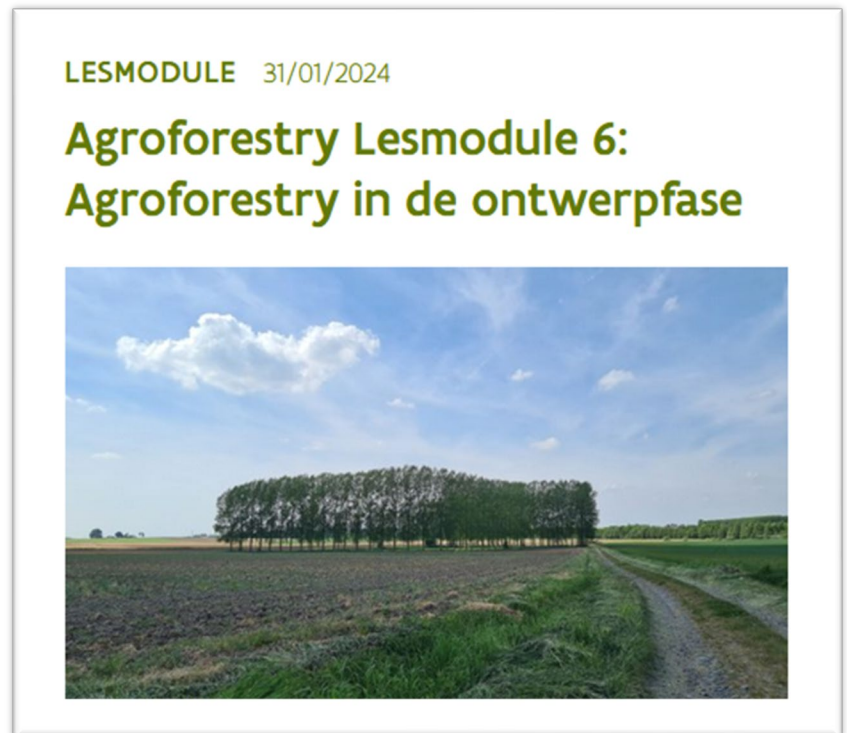 LESMODULE 31/01/2024
Agroforestry Lesmodule 6:
Agroforestry in de ontwerpfase